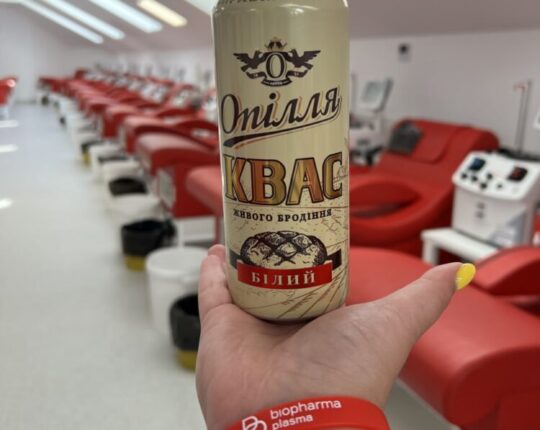 О
Опілля
КВАС
ЖИВОГО БРОДІННЯ
БІЛИЙ
biopharma
plasma